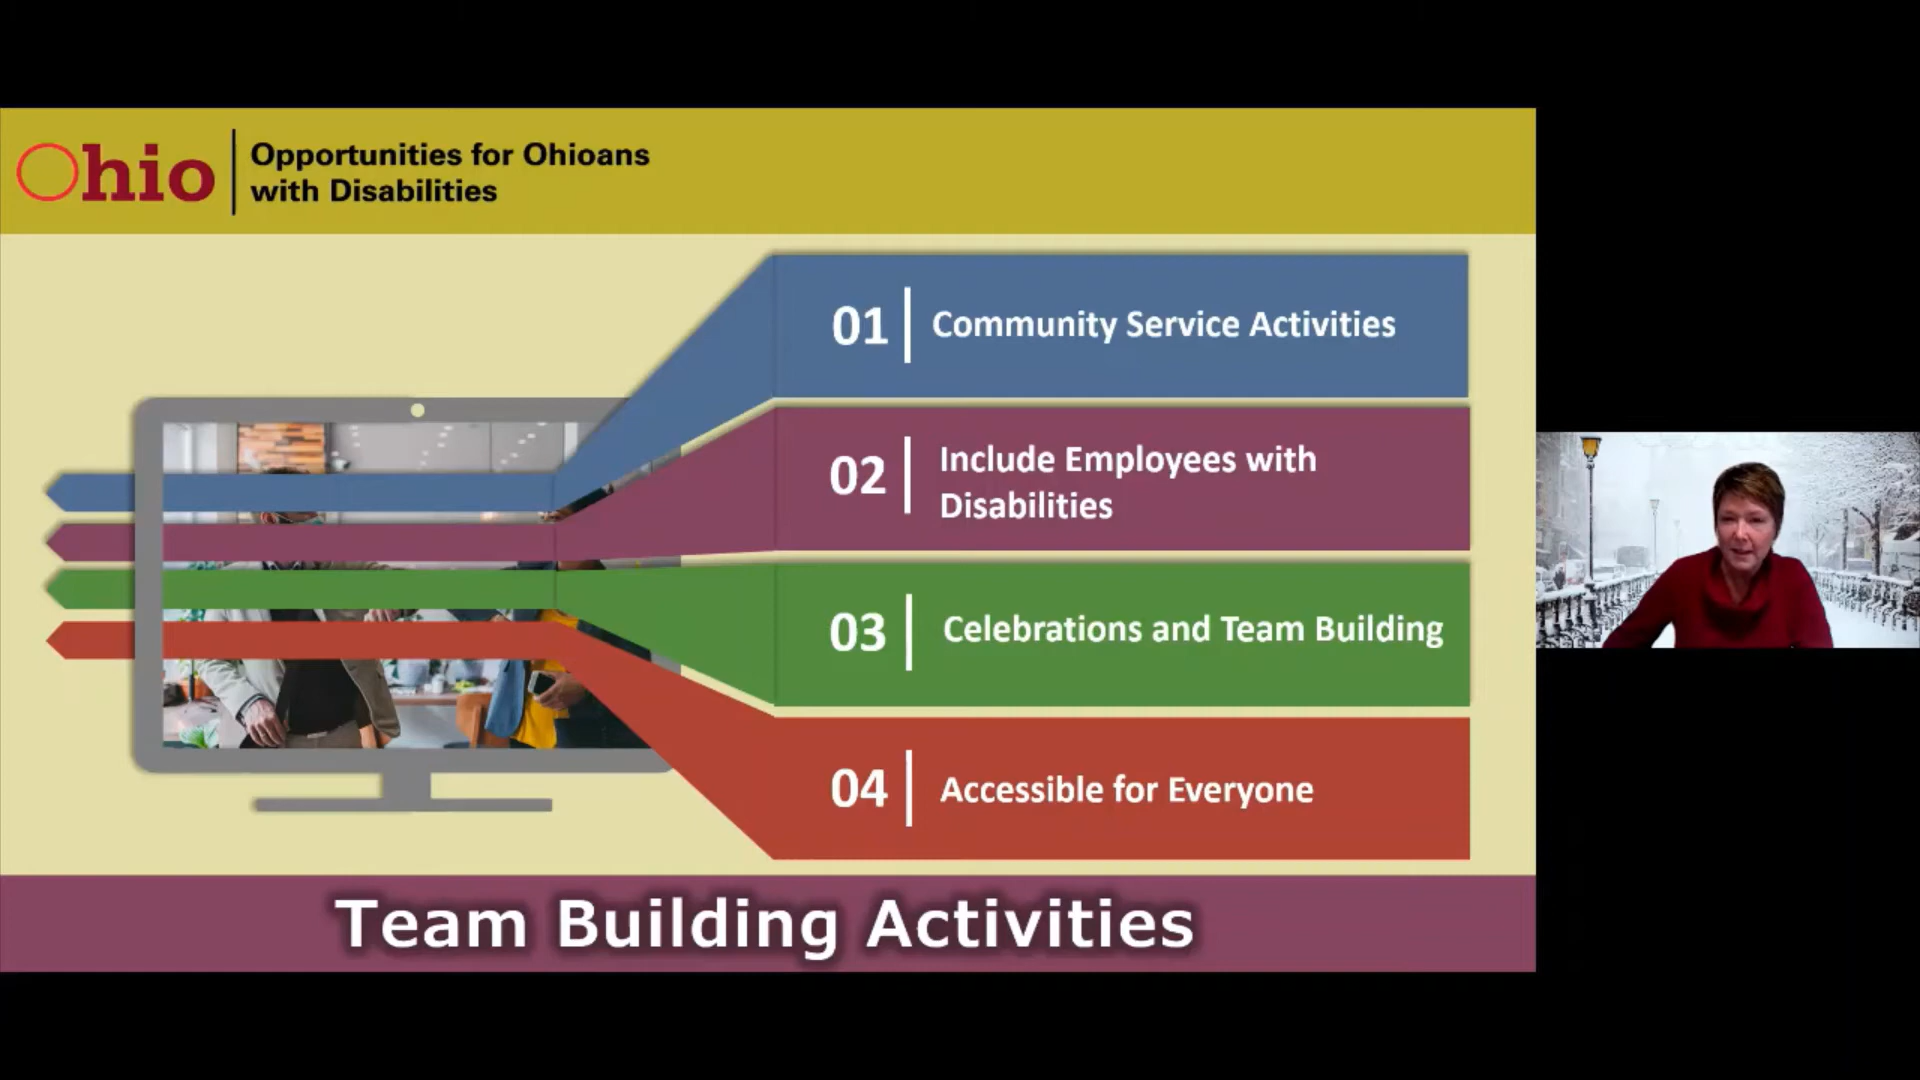 Ohio
Opportunities for Ohioans
with Disabilities
01
Community Service Activities
02
Include Employees with
Disabilities
03
Celebrations and Team Building
04
Accessible for Everyone
Team Building Activities